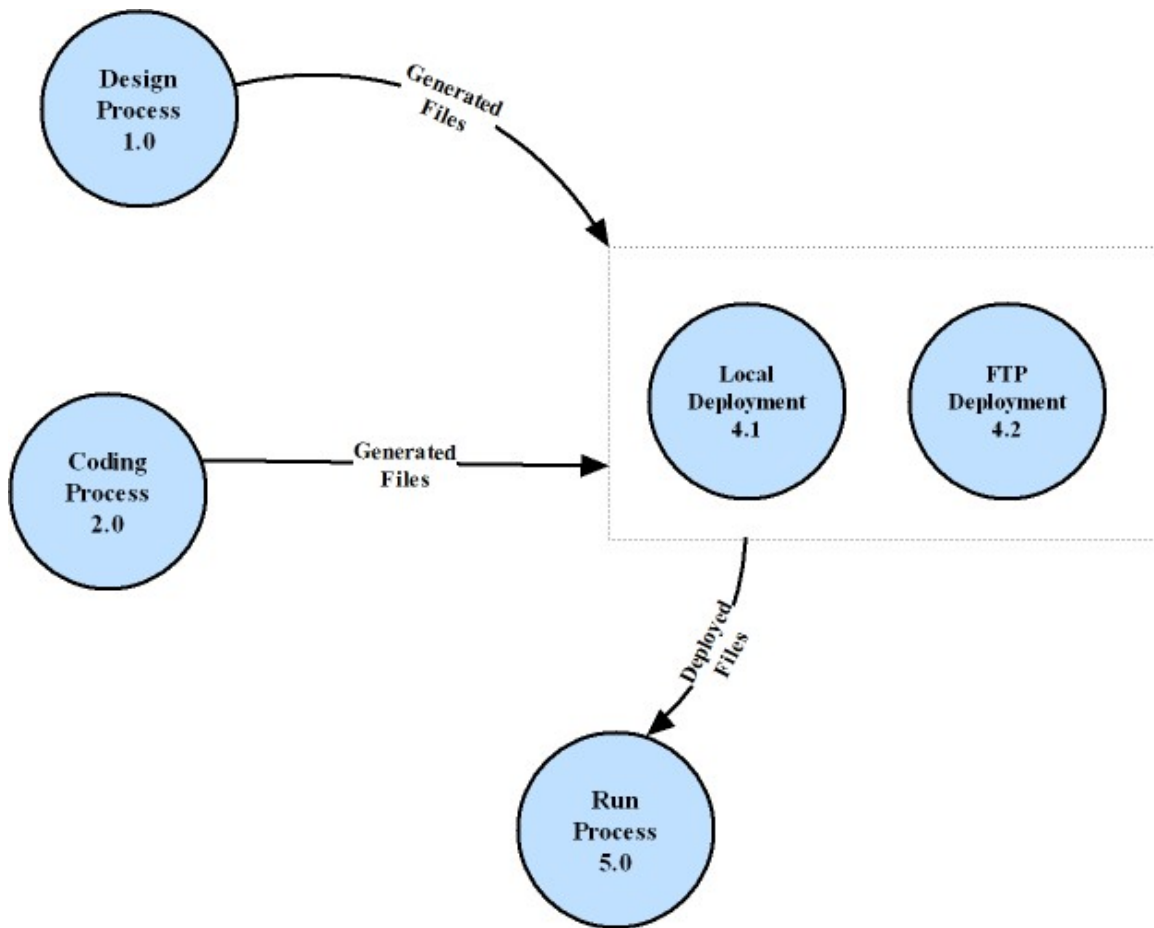 Design
Process
1.0
Generated
Files
Local
Deployment
4.1
FTP
Deployment
4.2
Coding
Process
2.0
Generated
Files
Deployed
Files
Run
Process
5.0